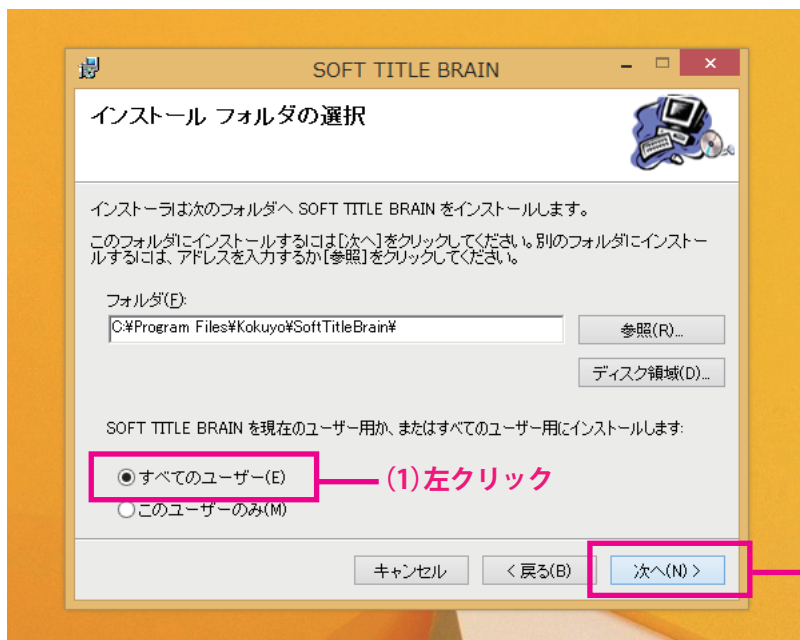 SOFT TITLE BRAIN
インストール フォルダの選択
インストーラは次のフォルダへ SOFT TITLE BRAIN をインストールします。
このフォルダにインストールするには[次へ]をクリックしてください。別のフォルダにインストー
ルするには、アドレスを入力するか[参照]をクリックしてください。
フォルダ(F):
C:¥Program Files¥Kokuyo¥SoftTitleBrain¥
参照(R)...
ディスク領域(D)...
SOFT TITLE BRAIN を現在のユーザー用か、またはすべてのユーザー用にインストールします:
すべてのユーザー(E)
(1)左クリック
このユーザーのみ(M)
キャンセル
< 戻る(B)
次へ(N) >